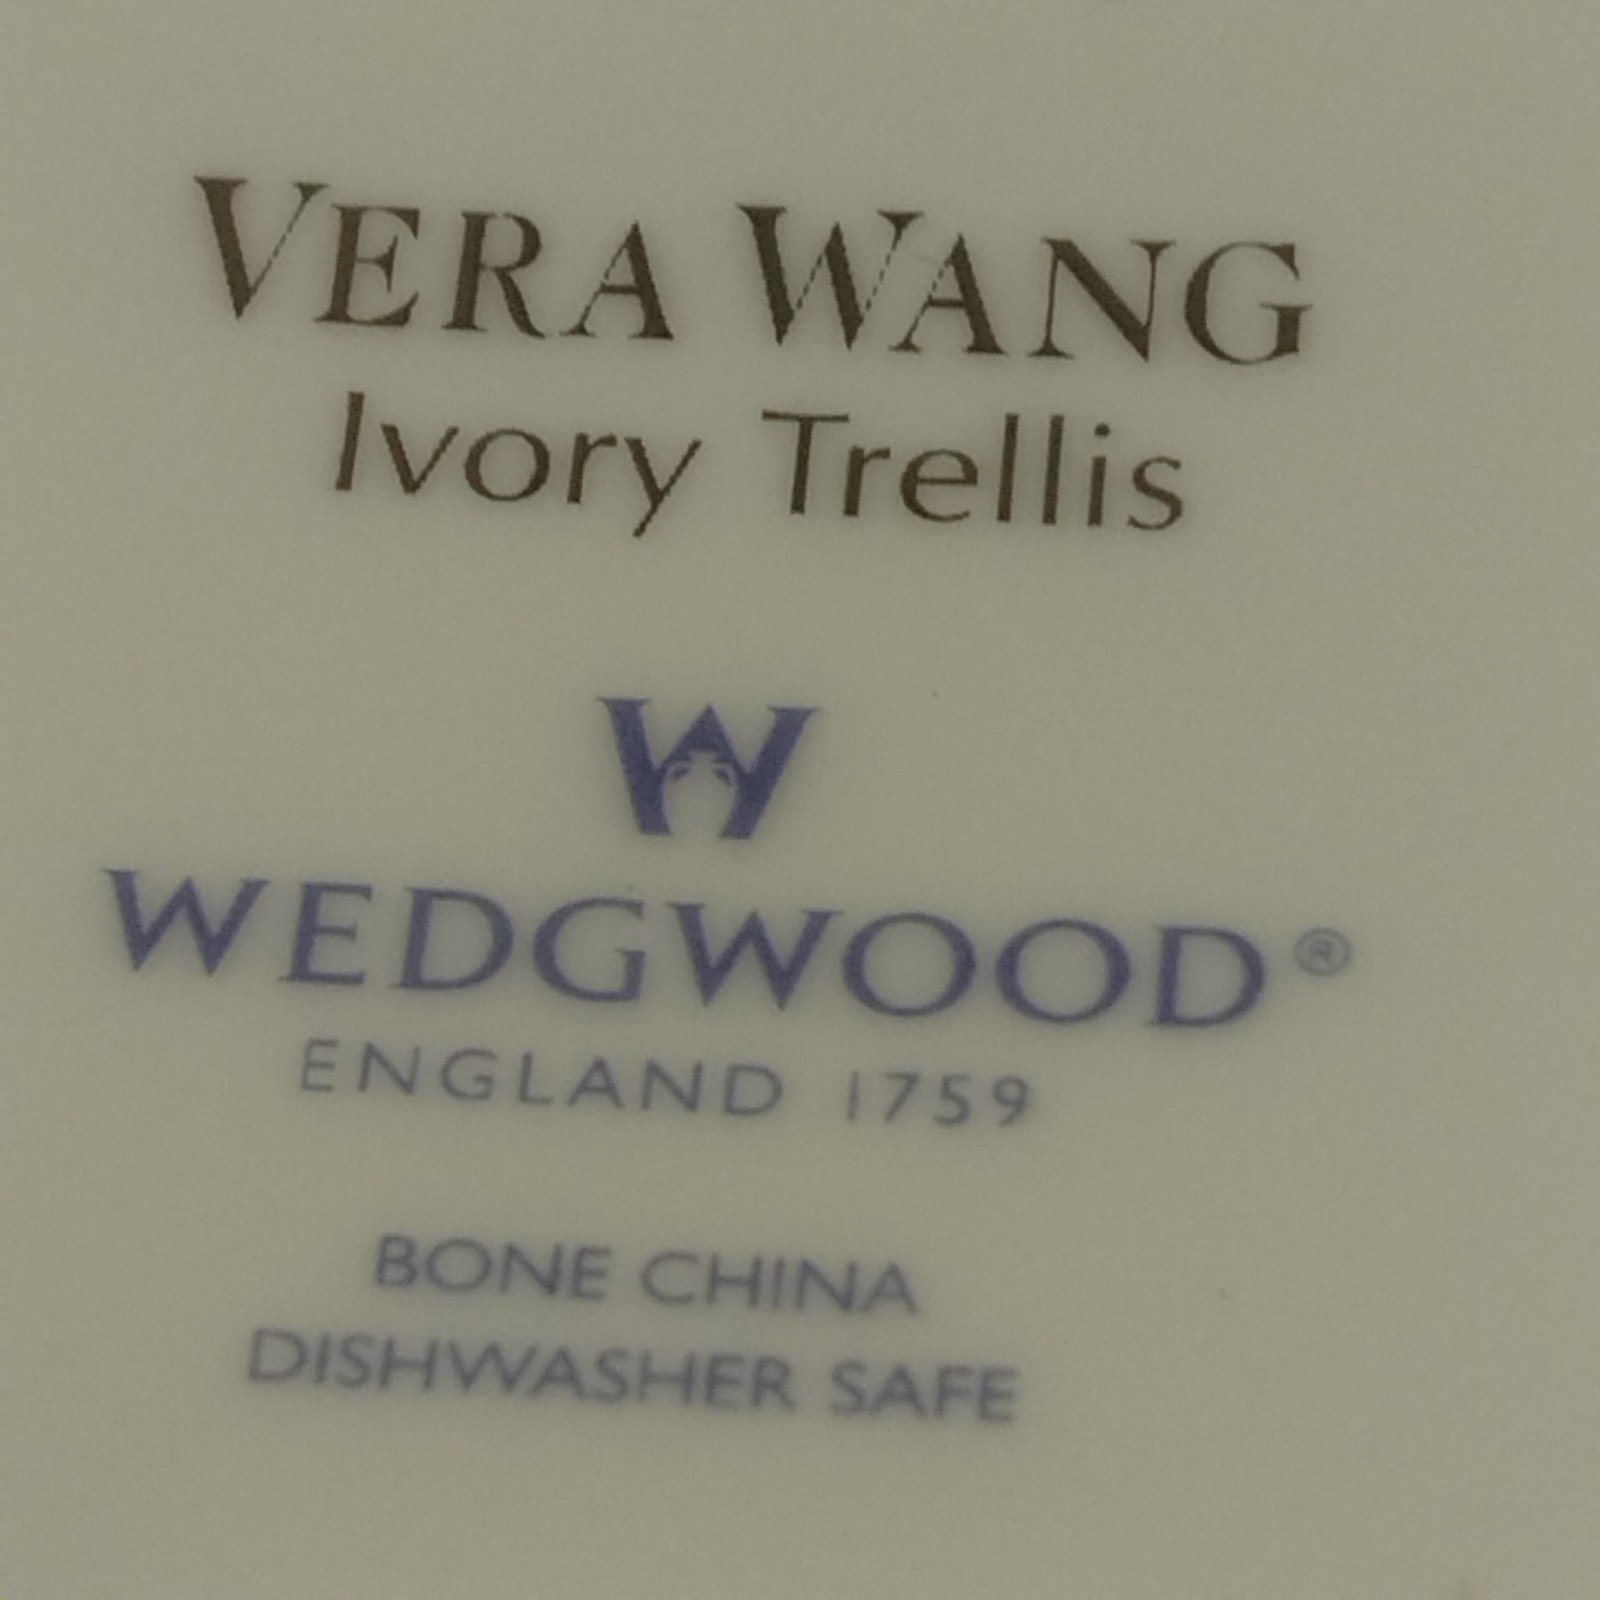 VERA WANG
Ivory Trellis
W
WEDGWOOD®
ENGLAND 1759
BONE CHINA
DISHWASHER SAFE